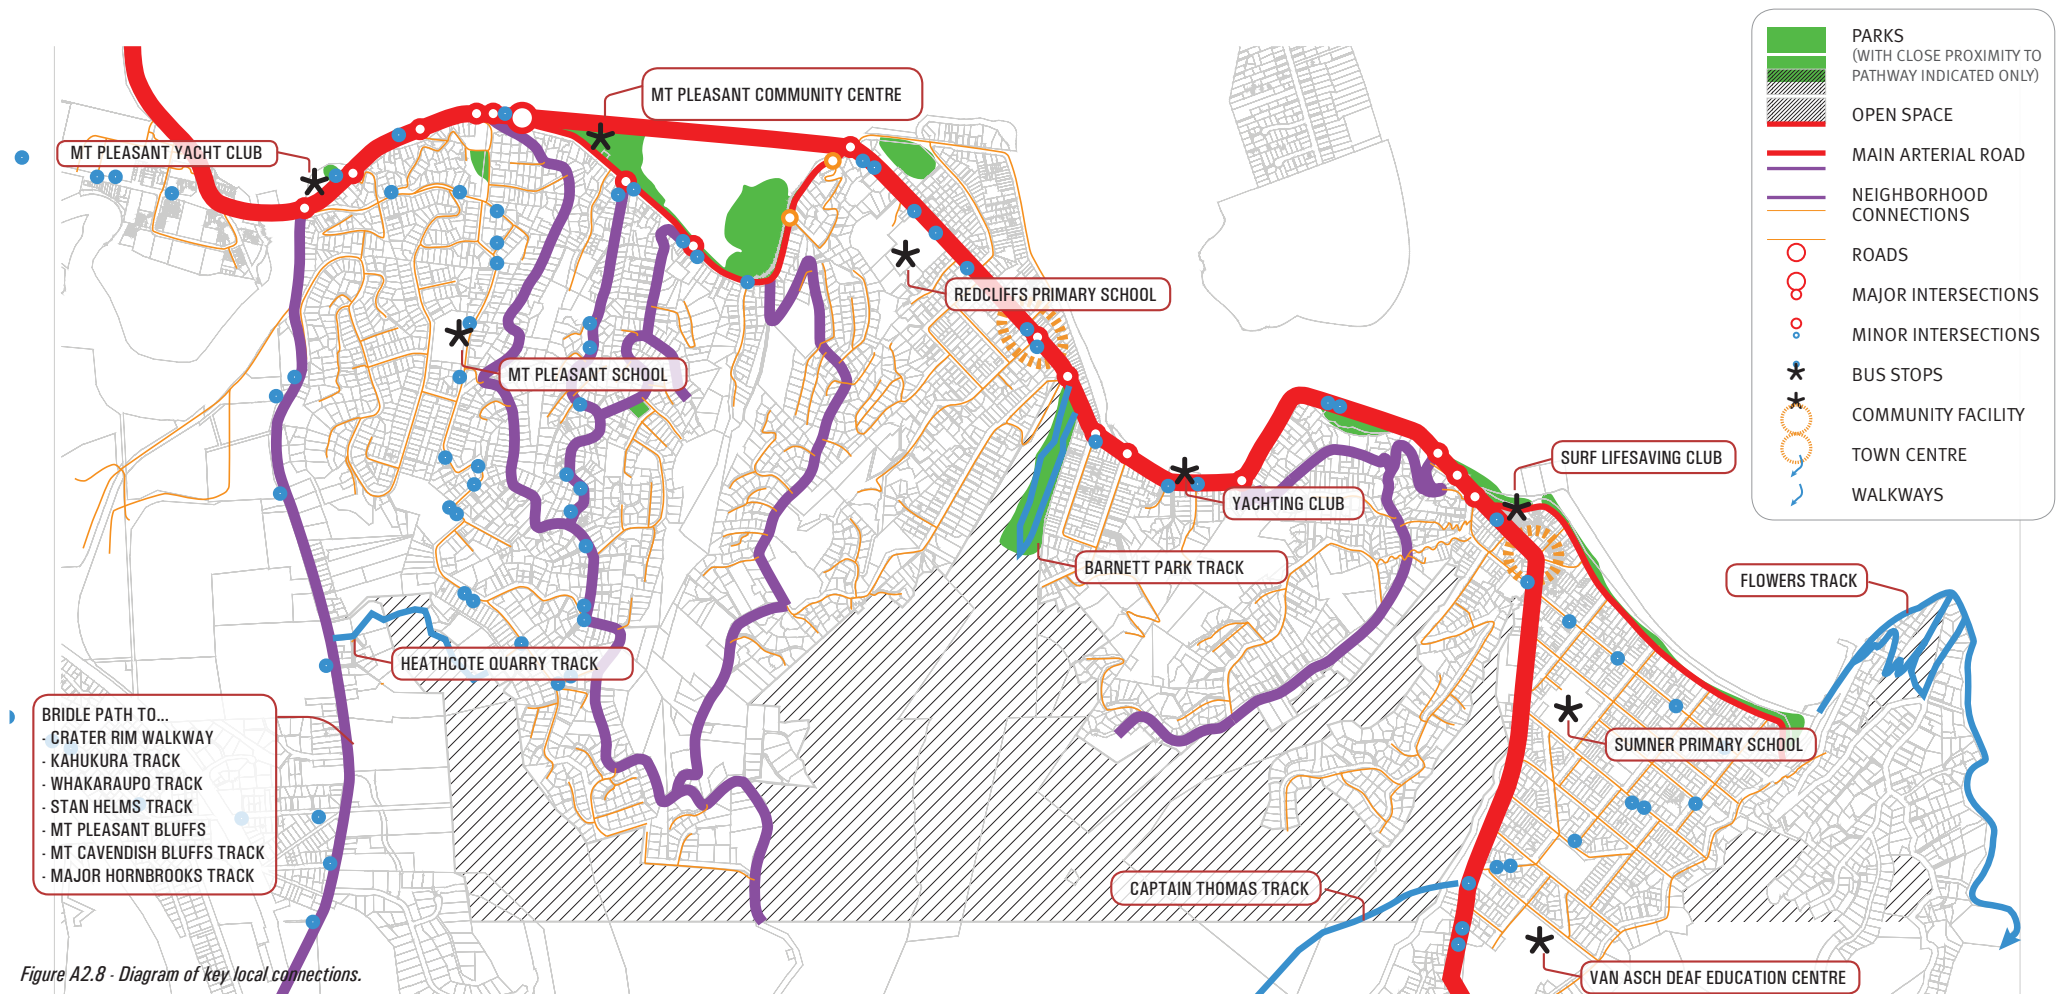 MT PLEASANT COMMUNITY CENTRE
MT PLEASANT YACHT CLUB
REDCLIFFS PRIMARY SCHOOL
MT PLEASANT SCHOOL
SURF LIFESAVING CLUB
YACHTING CLUB
BARNETT PARK TRACK
FLOWERS TRACK
HEATHCOTE QUARRY TRACK
BRIDLE PATH TO...
- CRATER RIM WALKWAY
- KAHUKURA TRACK
- WHAKARAUPO TRACK
- STAN HELMS TRACK
- MT PLEASANT BLUFFS
- MT CAVENDISH BLUFFS TRACK
- MAJOR HORNBROOKS TRACK
SUMNER PRIMARY SCHOOL
CAPTAIN THOMAS TRACK
VAN ASCH DEAF EDUCATION CENTRE
PARKS
(WITH CLOSE PROXIMITY TO
PATHWAY INDICATED ONLY)
OPEN SPACE
MAIN ARTERIAL ROAD
NEIGHBORHOOD
CONNECTIONS
ROADS
MAJOR INTERSECTIONS
MINOR INTERSECTIONS
BUS STOPS
COMMUNITY FACILITY
TOWN CENTRE
WALKWAYS
Figure A2.8 - Diagram of key local connections.